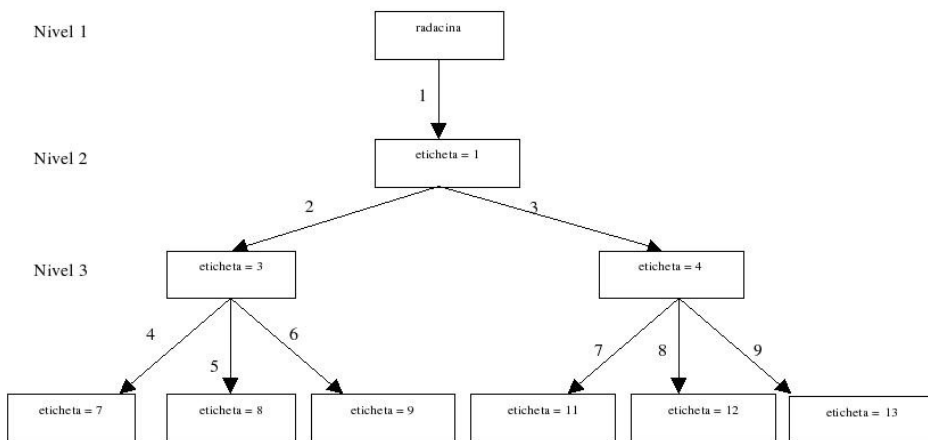 Nivel 1
radacina
1
Nivel 2
eticheta = 1
2
3
Nivel 3
eticheta = 3
eticheta = 4
4
5
6
7
8
9
eticheta = 7
eticheta = 8
eticheta = 9
eticheta = 11
eticheta = 12
eticheta = 13